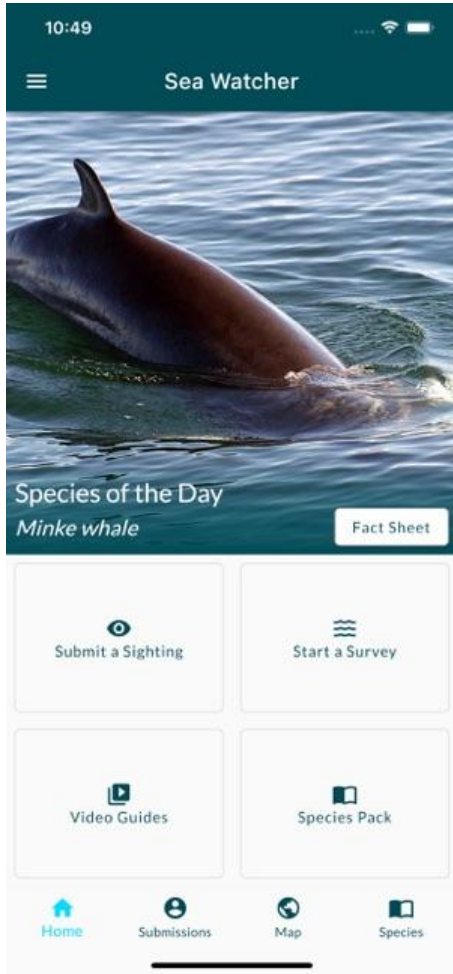 10:49
Sea Watcher
Species of the Day
Minke whale
Fact Sheet
Submit a Sighting
Start a Survey
Video Guides
Species Pack
Home
Submissions
Map
Species